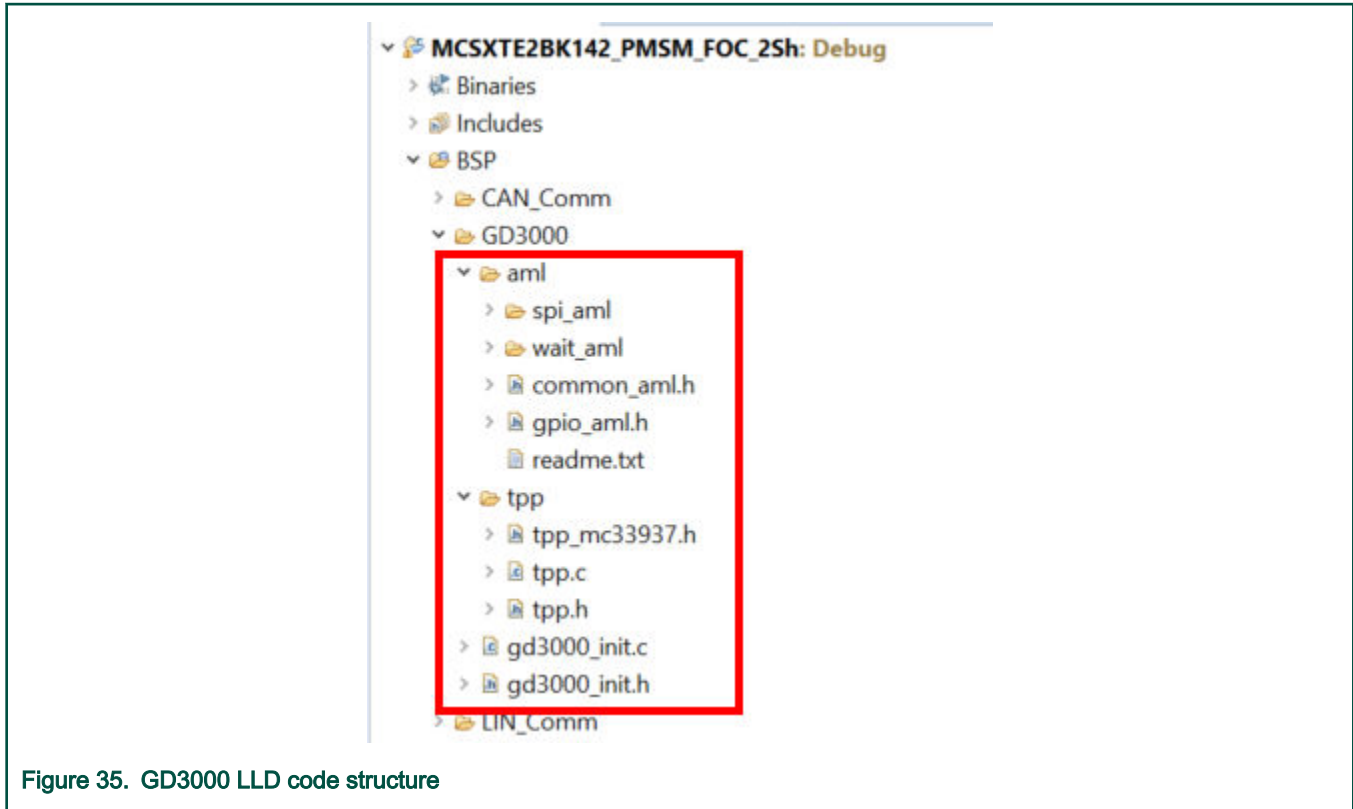 MCSXTE2BK142_PMSM_FOC_2Sh: Debug
Binaries
Includes
BSP
CAN_Comm
GD3000
aml
spi_aml
wait_aml
common_aml.h
gpio_aml.h
readme.txt
tpp
tpp_mc33937.h
tpp.c
tpp.h
gd3000_init.c
gd3000_init.h
LIN_Comm
Figure 35. GD3000 LLD code structure